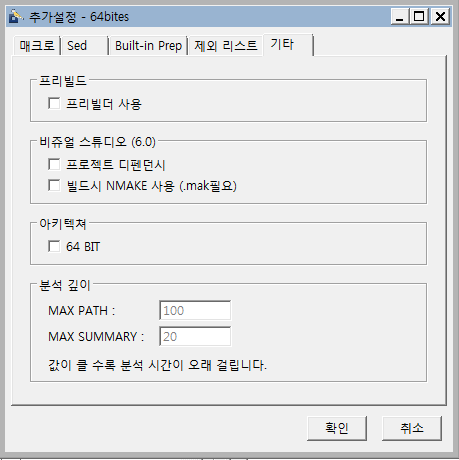 추가설정 - 64bites
매크로 Sed Built-in Prep 제외 리스트 기타
프리빌드
프리빌더 사용
비쥬얼 스튜디오 (6.0)
프로젝트 디펜던시
빌드시 NMAKE 사용 (.mak필요)
아키텍쳐
64 BIT
분석 깊이
MAX PATH : 100
MAX SUMMARY : 20
값이 클 수록 분석 시간이 오래 걸립니다.
확인 취소